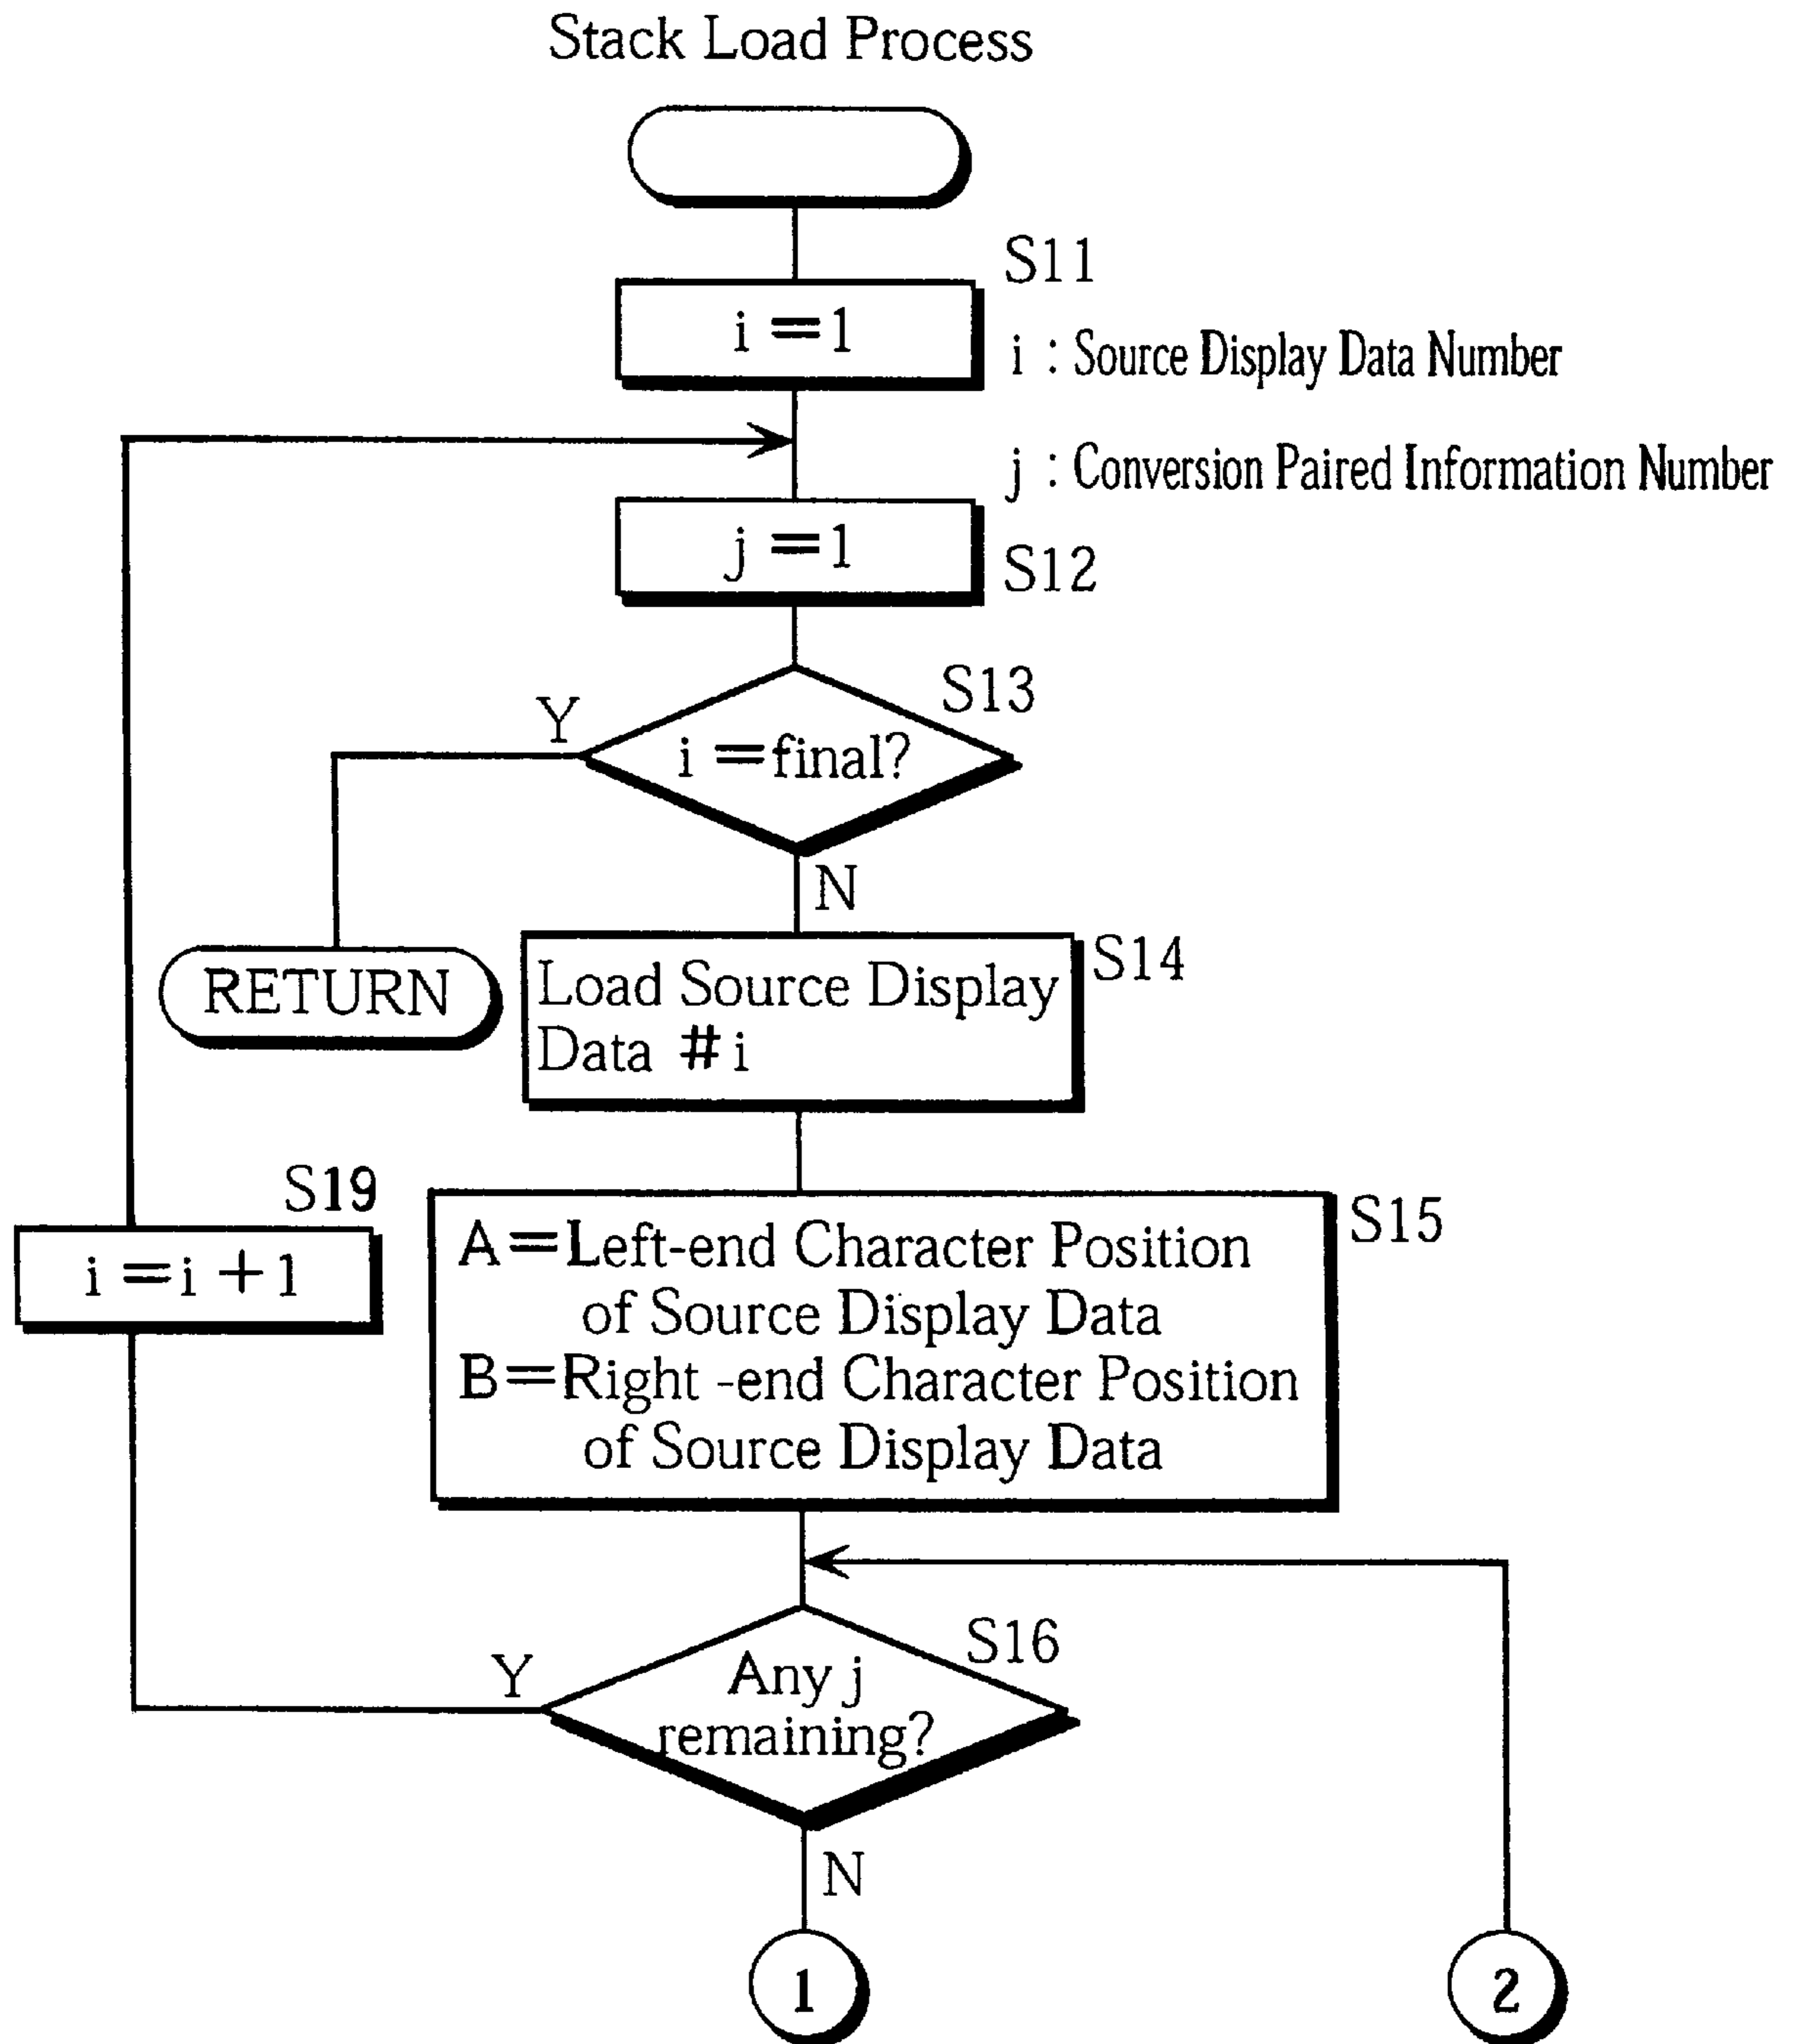 Stack Load Process
S11
i =1
i : Source Display Data Number
j : Conversion Paired Information Number
j =1
S12
S13
Y
i =final?
N
RETURN
S14
Load Source Display
Data #i
S19
i =i +1
S15
A=Left-end Character Position
of Source Display Data
B=Right -end Character Position
of Source Display Data
S16
Y
Any j
remaining?
N
1
2